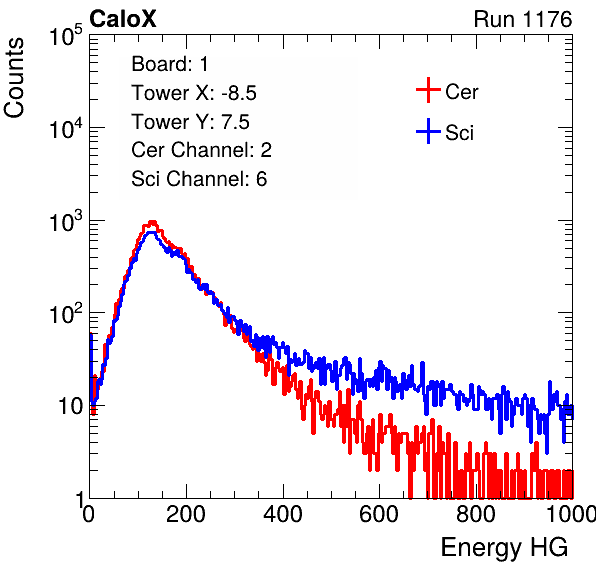 CaloX Run 1176
Counts
10^5
10^4
10^3
10^2
10
1
Board: 1
Tower X: -8.5
Tower Y: 7.5
Cer Channel: 2
Sci Channel: 6
Cer
Sci
0 200 400 600 800 1000
Energy HG